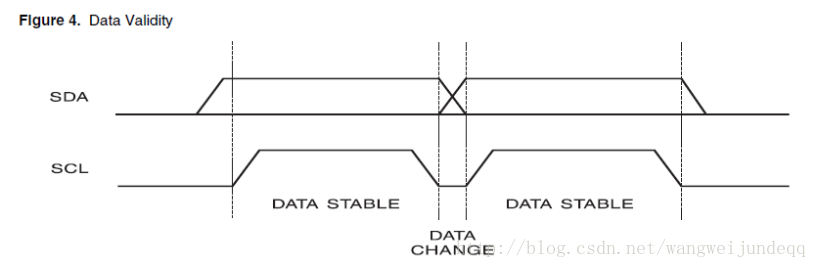 Figure 4. Data Validity
SDA
SCL
DATA STABLE
DATA STABLE
DATA
CHANGE
http://blog.csdn.net/wangweijundeqq